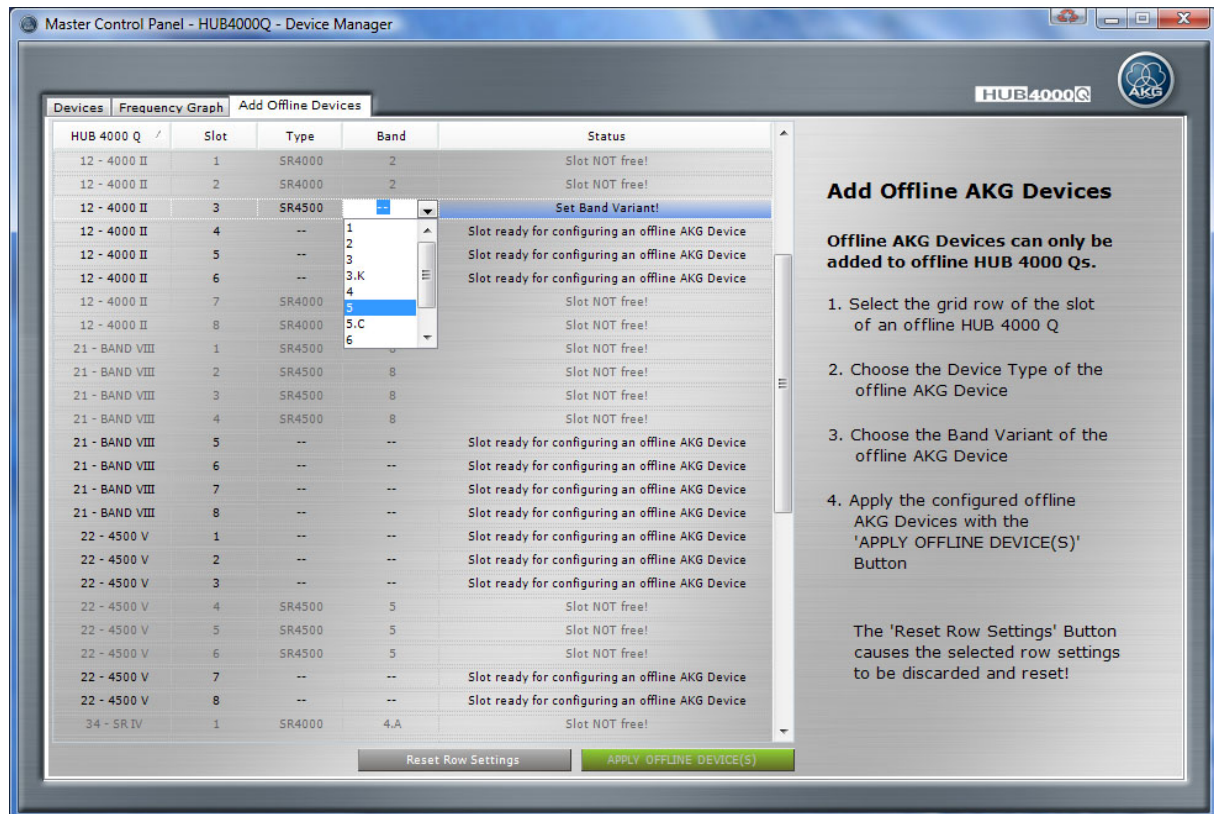 Master Control Panel - HUB4000Q - Device Manager
HUB4000Q
AKG
Devices Frequency Graph Add Offline Devices
HUB 4000 Q Slot Type Band Status
12 - 4000 II 1 SR4000 2 Slot NOT free!
12 - 4000 II 2 SR4000 2 Slot NOT free!
12 - 4000 II 3 SR4500 -- Set Band Variant!
12 - 4000 II 4 -- Slot ready for configuring an offline AKG Device
12 - 4000 II 5 -- Slot ready for configuring an offline AKG Device
12 - 4000 II 6 -- Slot ready for configuring an offline AKG Device
12 - 4000 II 7 SR4000 Slot NOT free!
12 - 4000 II 8 SR4000 Slot NOT free!
1
2
3
3.K
4
5
5.C
6
21 - BAND VIII 1 SR4500 Slot NOT free!
21 - BAND VIII 2 SR4500 8 Slot NOT free!
21 - BAND VIII 3 SR4500 8 Slot NOT free!
21 - BAND VIII 4 SR4500 8 Slot NOT free!
21 - BAND VIII 5 -- -- Slot ready for configuring an offline AKG Device
21 - BAND VIII 6 -- -- Slot ready for configuring an offline AKG Device
21 - BAND VIII 7 -- -- Slot ready for configuring an offline AKG Device
21 - BAND VIII 8 -- -- Slot ready for configuring an offline AKG Device
22 - 4500 V 1 -- -- Slot ready for configuring an offline AKG Device
22 - 4500 V 2 -- -- Slot ready for configuring an offline AKG Device
22 - 4500 V 3 -- -- Slot ready for configuring an offline AKG Device
22 - 4500 V 4 SR4500 5 Slot NOT free!
22 - 4500 V 5 SR4500 5 Slot NOT free!
22 - 4500 V 6 SR4500 5 Slot NOT free!
22 - 4500 V 7 -- -- Slot ready for configuring an offline AKG Device
22 - 4500 V 8 -- -- Slot ready for configuring an offline AKG Device
34 - SR IV 1 SR4000 4.A Slot NOT free!
Reset Row Settings APPLY OFFLINE DEVICE(S)
Add Offline AKG Devices
Offline AKG Devices can only be
added to offline HUB 4000 Qs.
1. Select the grid row of the slot
of an offline HUB 4000 Q
2. Choose the Device Type of the
offline AKG Device
3. Choose the Band Variant of the
offline AKG Device
4. Apply the configured offline
AKG Devices with the
'APPLY OFFLINE DEVICE(S)'
Button
The 'Reset Row Settings' Button
causes the selected row settings
to be discarded and reset!